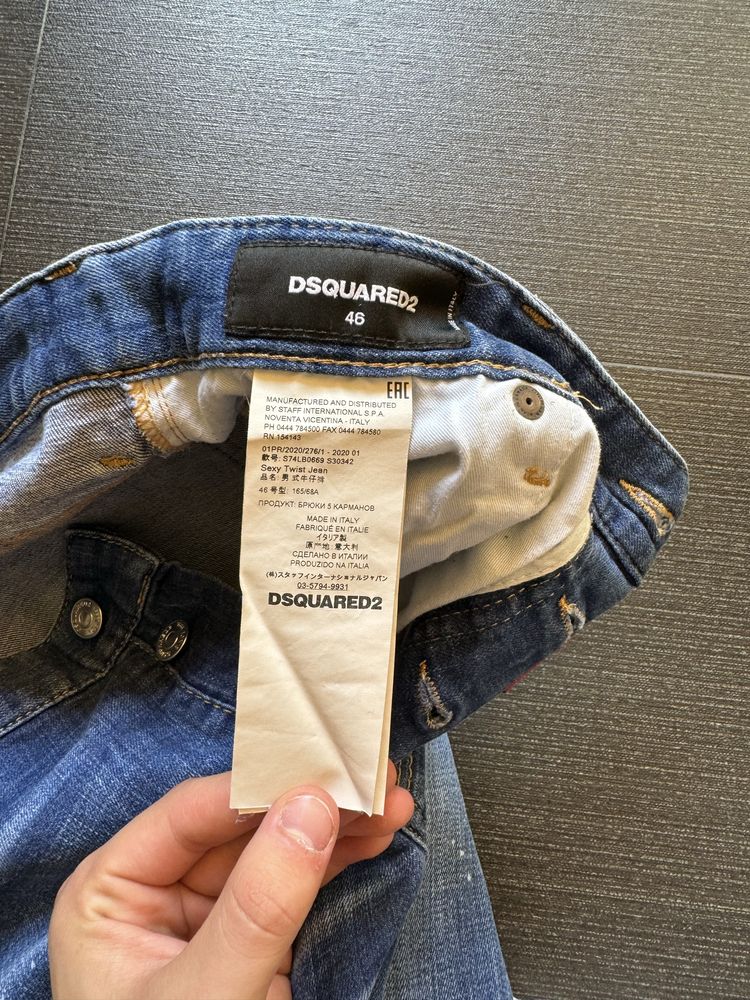 DSQUARED2
46
MADE IN ITALY
EAC
MANUFACTURED AND DISTRIBUTED
BY STAFF INTERNATIONAL S.P.A.
NOVENTA VICENTINA - ITALY
PH 0444 784500 FAX 0444 784580
RN 154143
01PR/2020/276/1 - 2020 01
款号: S74LB0669 S30342
Sexy Twist Jean
品名: 男式牛仔裤
46 号型: 165/68A
ПРОДУКТ: БРЮКИ 5 КАРМАНОВ
MADE IN ITALY
FABRIQUÉ EN ITALIE
イタリア製
原产地: 意大利
СДЕЛАНО В ИТАЛИИ
PRODUZIDO NA ITALIA
(株)スタッフインターナショナルジャパン
03-5794-9931
DSQUARED2